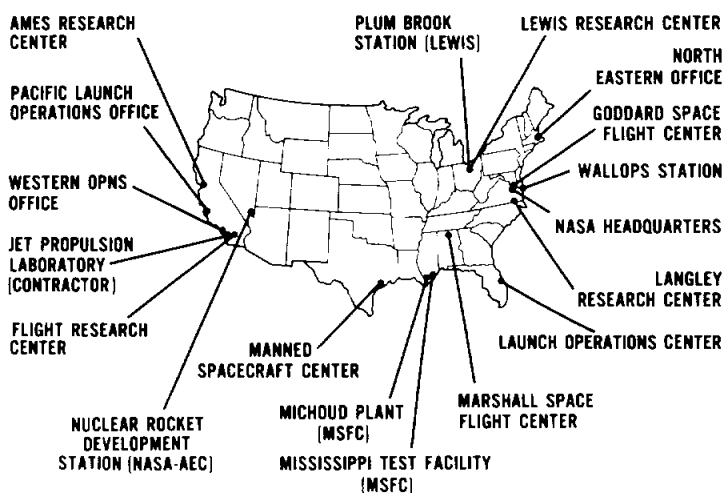 AMES RESEARCH
CENTER
PLUM BROOK
STATION (LEWIS)
LEWIS RESEARCH CENTER
NORTH
EASTERN OFFICE
PACIFIC LAUNCH
OPERATIONS OFFICE
GODDARD SPACE
FLIGHT CENTER
WESTERN OPNS
OFFICE
WALLOPS STATION
NASA HEADQUARTERS
JET PROPULSION
LABORATORY
(CONTRACTOR)
LANGLEY
RESEARCH CENTER
FLIGHT RESEARCH
CENTER
LAUNCH OPERATIONS CENTER
MANNED
SPACECRAFT CENTER
NUCLEAR ROCKET
DEVELOPMENT
STATION (NASA-AEC)
MICHOUD PLANT
(MSFC)
MARSHALL SPACE
FLIGHT CENTER
MISSISSIPPI TEST FACILITY
(MSFC)